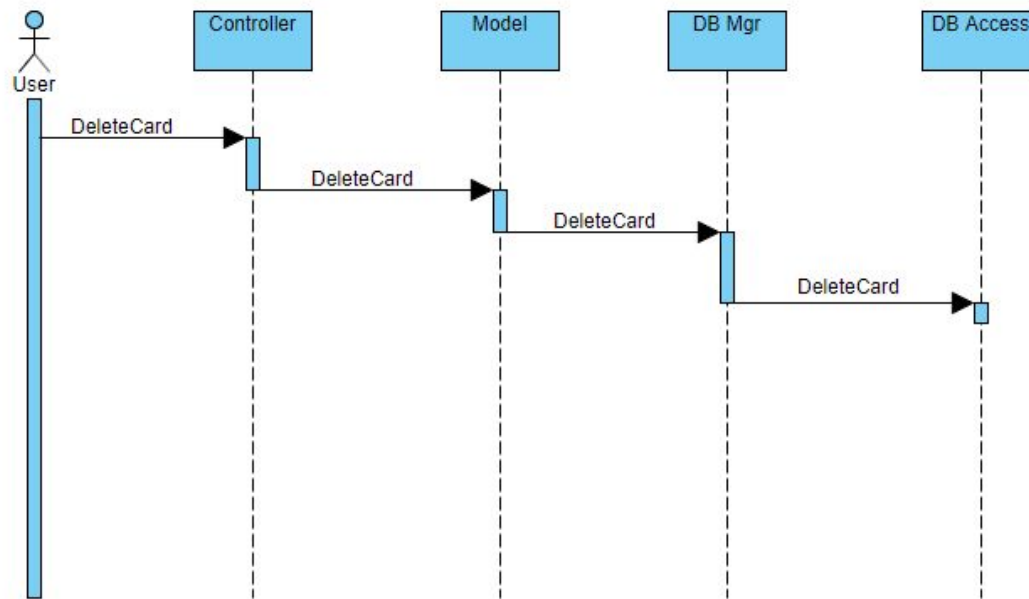 Controller
Model
DB Mgr
DB Access
User
DeleteCard
DeleteCard
DeleteCard
DeleteCard